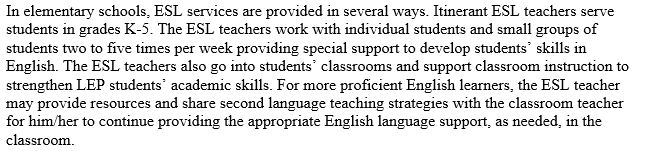 In elementary schools, ESL services are provided in several ways. Itinerant ESL teachers serve
students in grades K-5. The ESL teachers work with individual students and small groups of
students two to five times per week providing special support to develop students’ skills in
English. The ESL teachers also go into students’ classrooms and support classroom instruction to
strengthen LEP students’ academic skills. For more proficient English learners, the ESL teacher
may provide resources and share second language teaching strategies with the classroom teacher
for him/her to continue providing the appropriate English language support, as needed, in the
classroom.